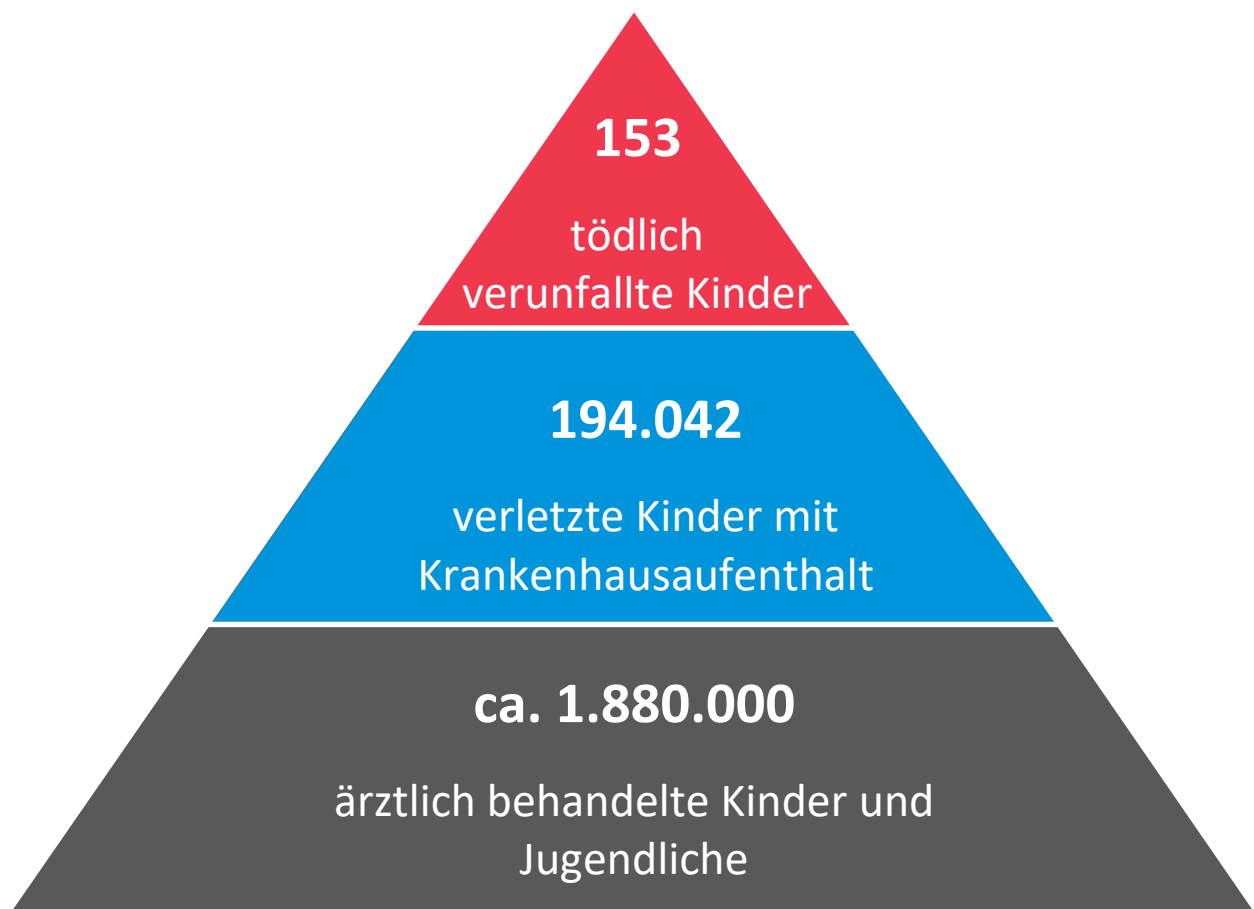 153
tödlich
verunfallte Kinder
194.042
verletzte Kinder mit
Krankenhausaufenthalt
ca. 1.880.000
ärztlich behandelte Kinder und
Jugendliche